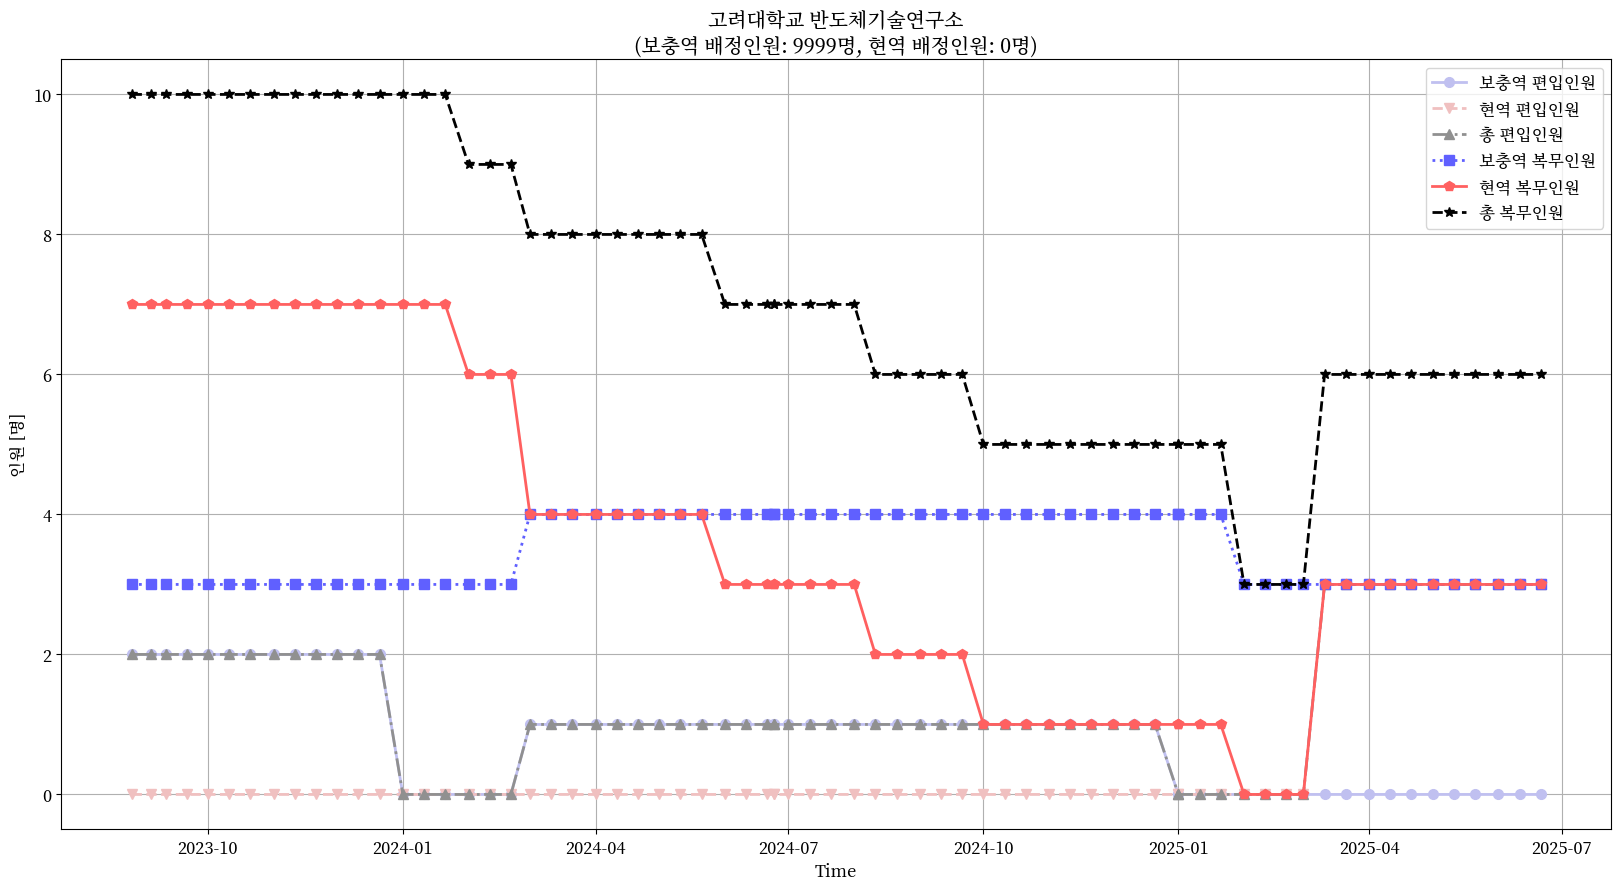 고려대학교 반도체기술연구소
(보충역 배정인원: 9999명, 현역 배정인원: 0명)
보충역 편입인원
현역 편입인원
총 편입인원
보충역 복무인원
현역 복무인원
총 복무인원
인원 [명]
10
8
6
4
2
0
2023-10
2024-01
2024-04
2024-07
2024-10
2025-01
2025-04
2025-07
Time